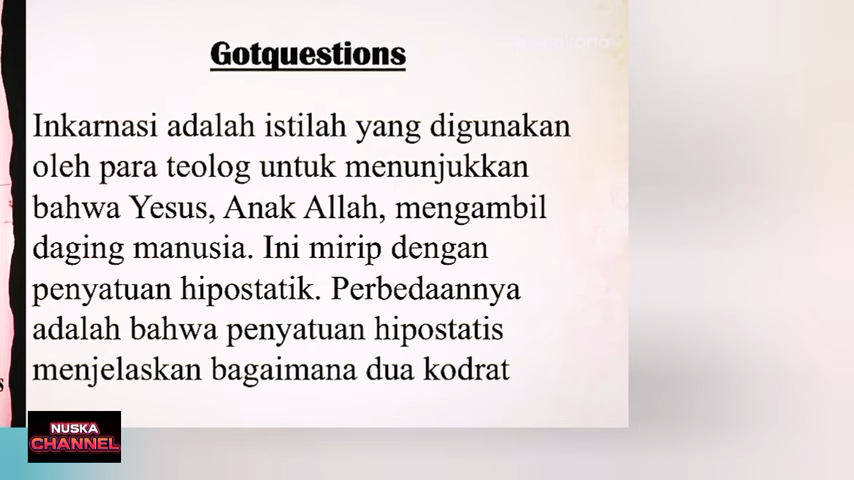 Gotquestions
Inkarnasi adalah istilah yang digunakan
oleh para teolog untuk menunjukkan
bahwa Yesus, Anak Allah, mengambil
daging manusia. Ini mirip dengan
penyatuan hipostatik. Perbedaannya
adalah bahwa penyatuan hipostatis
menjelaskan bagaimana dua kodrat
NUSKA
CHANNEL